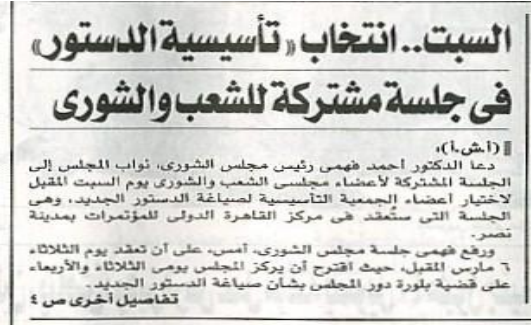 السبت.. انتخاب «تأسيسية الدستور»
فى جلسة مشتركة للشعب والشورى
(أ.ش.أ):
دعا الدكتور أحمد فهمى رئيس مجلس الشورى، نواب المجلس إلى
الجلسة المشتركة لأعضاء مجلسى الشعب والشورى يوم السبت المقبل
لاختيار أعضاء الجمعية التأسيسية لصياغة الدستور الجديد، وهى
الجلسة التى ستُعقد فى مركز القاهرة الدولى للمؤتمرات بمدينة
نصر.
ورفع فهمى جلسة مجلس الشورى، أمس، على أن تعقد يوم الثلاثاء
٦ مارس المقبل، حيث اقترح أن يركز المجلس يومى الثلاثاء والأربعاء
على قضية بلورة دور المجلس بشأن صياغة الدستور الجديد.
تفاصيل أخرى ص ٤